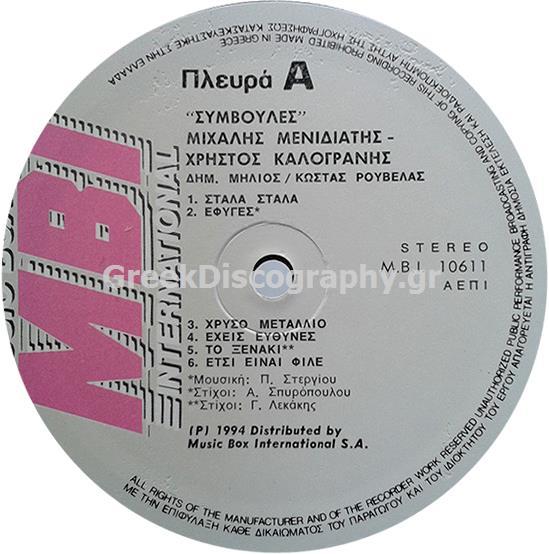 Πλευρά A
“ΣΥΜΒΟΥΛΕΣ”
ΜΙΧΑΛΗΣ ΜΕΝΙΔΙΑΤΗΣ –
ΧΡΗΣΤΟΣ ΚΑΛΟΓΡΑΝΗΣ
ΔΗΜ. ΜΗΛΙΟΣ / ΚΩΣΤΑΣ ΡΟΥΒΕΛΑΣ
1. ΣΤΑΛΑ ΣΤΑΛΑ
2. ΕΦΥΓΕΣ*
STEREO
M.B.I 10611
ΑΕΠΙ
GreekDiscography.gr
3. ΧΡΥΣΟ ΜΕΤΑΛΛΙΟ
4. ΕΧΕΙΣ ΕΥΘΥΝΕΣ
5. ΤΟ ΞΕΝΑΚΙ**
6. ΕΤΣΙ ΕΙΝΑΙ ΦΙΛΕ
*Μουσική: Π. Στεργίου
*Στίχοι: Α. Σπυρόπουλου
**Στίχοι: Γ. Λεκάκης
(P) 1994 Distributed by
Music Box International S.A.
MBI
INTERNATIONAL
ALL RIGHTS OF THE MANUFACTURER AND OF THE RECORDER WORK RESERVED UNAUTHORIZED PUBLIC PERFORMANCE BROADCASTING AND COPYING OF THIS RECORDING PROHIBITED MADE IN GREECE
ΜΕ ΤΗΝ ΕΠΙΦΥΛΑΞΗ ΚΑΘΕ ΔΙΚΑΙΩΜΑΤΟΣ ΤΟΥ ΠΑΡΑΓΩΓΟΥ ΚΑΙ ΤΟΥ ΙΔΙΟΚΤΗΤΟΥ ΤΟΥ ΕΡΓΟΥ ΑΠΑΓΟΡΕΥΕΤΑΙ Η ΑΝΤΙΓΡΑΦΗ ΔΗΜΟΣΙΑ ΕΚΤΕΛΕΣΗ ΚΑΙ ΡΑΔΙΟΕΚΠΟΜΠΗ ΑΥΤΗΣ ΤΗΣ ΗΧΟΓΡΑΦΗΣΕΩΣ ΚΑΤΑΣΚΕΥΑΣΤΗΚΕ ΣΤΗΝ ΕΛΛΑΔΑ